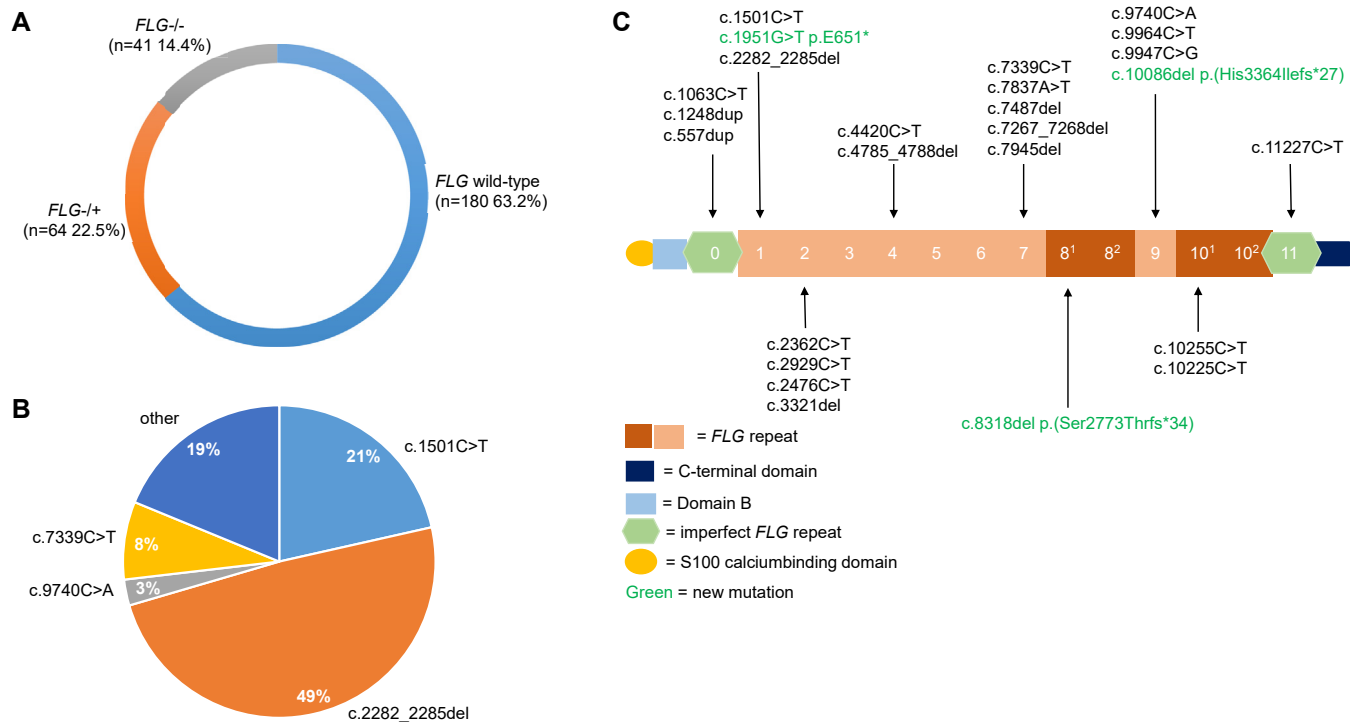 A
FLG-/-
(n=41 14.4%)
FLG-/+
(n=64 22.5%)
FLG wild-type
(n=180 63.2%)
B
other
19%
21%
c.1501C>T
c.7339C>T
8%
c.9740C>A
3%
49%
c.2282_2285del
C
c.1501C>T
c.1951G>T p.E651*
c.2282_2285del
c.1063C>T
c.1248dup
c.557dup
c.4420C>T
c.4785_4788del
c.7339C>T
c.7837A>T
c.7487del
c.7267_7268del
c.7945del
c.9740C>A
c.9964C>T
c.9947C>G
c.10086del p.(His3364Ilefs*27)
c.11227C>T
0 1 2 3 4 5 6 7 8¹ 8² 9 10¹ 10² 11
c.2362C>T
c.2929C>T
c.2476C>T
c.3321del
c.8318del p.(Ser2773Thrfs*34)
c.10255C>T
c.10225C>T
= FLG repeat
= C-terminal domain
= Domain B
= imperfect FLG repeat
= S100 calciumbinding domain
Green = new mutation